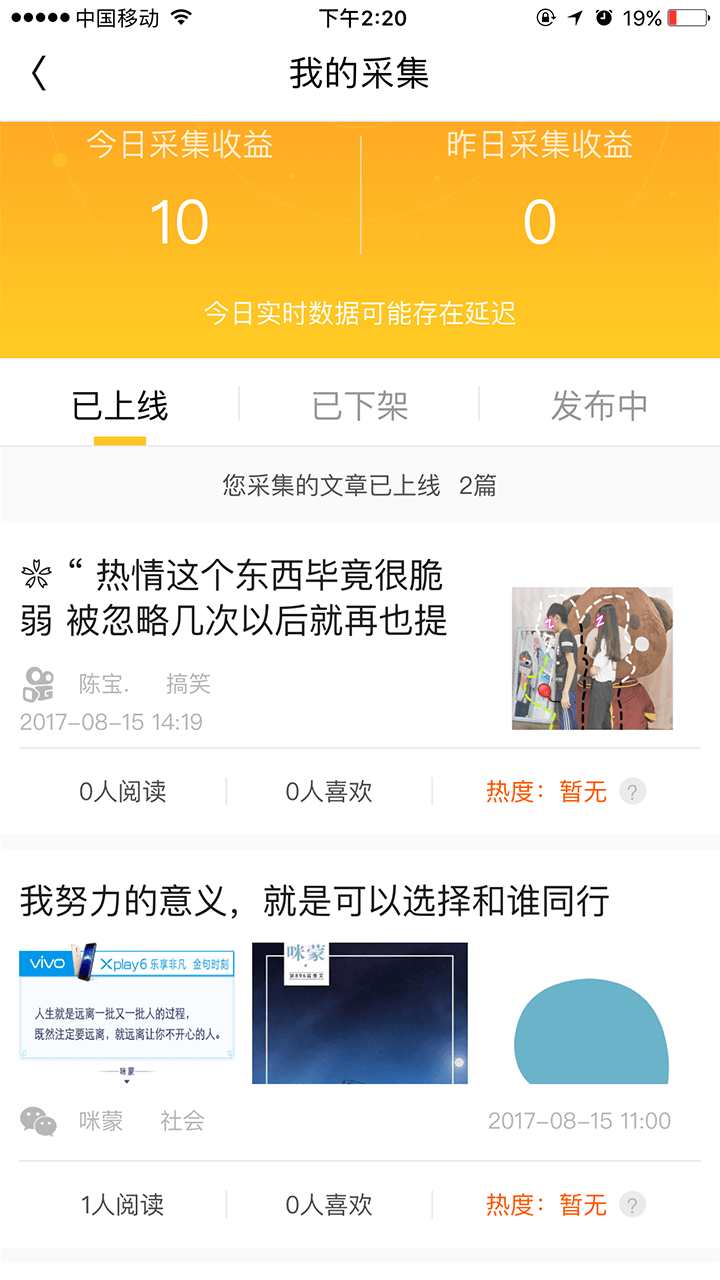 中国移动
下午2:20
19%
我的采集
今日采集收益
昨日采集收益
10
0
今日实时数据可能存在延迟
已上线
已下架
发布中
您采集的文章已上线 2篇
“ 热情这个东西毕竟很脆
弱 被忽略几次以后就再也提
z
z
陈宝.
搞笑
2017-08-15 14:19
0人阅读
0人喜欢
热度：暂无
?
我努力的意义，就是可以选择和谁同行
vivo
Xplay6 乐享非凡 金句时刻
人生就是远离一批又一批人的过程，
既然注定要远离，就远离让你不开心的人。
咪蒙
咪蒙
咪蒙
社会
2017-08-15 11:00
1人阅读
0人喜欢
热度：暂无
?